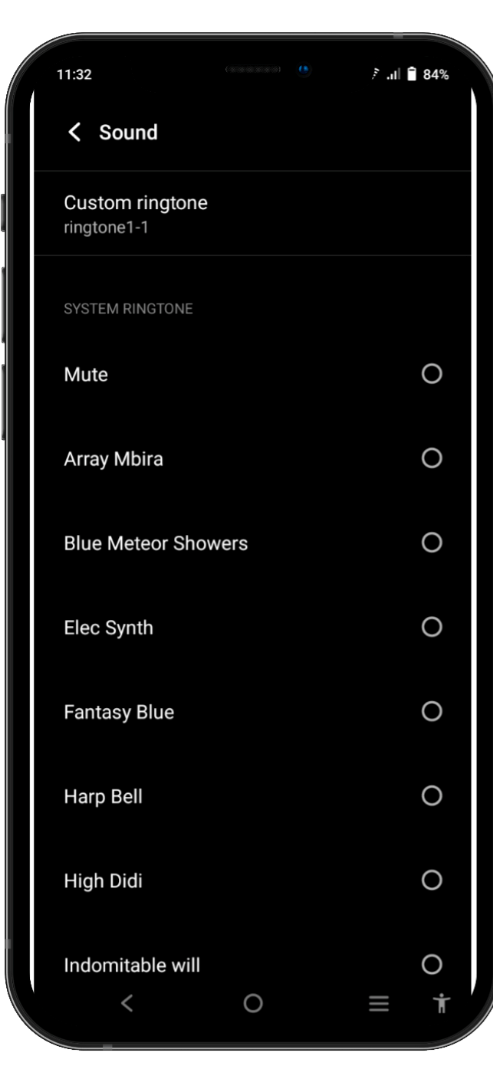 11:32
84%
Sound
Custom ringtone
ringtone1-1
SYSTEM RINGTONE
Mute
Array Mbira
Blue Meteor Showers
Elec Synth
Fantasy Blue
Harp Bell
High Didi
Indomitable will